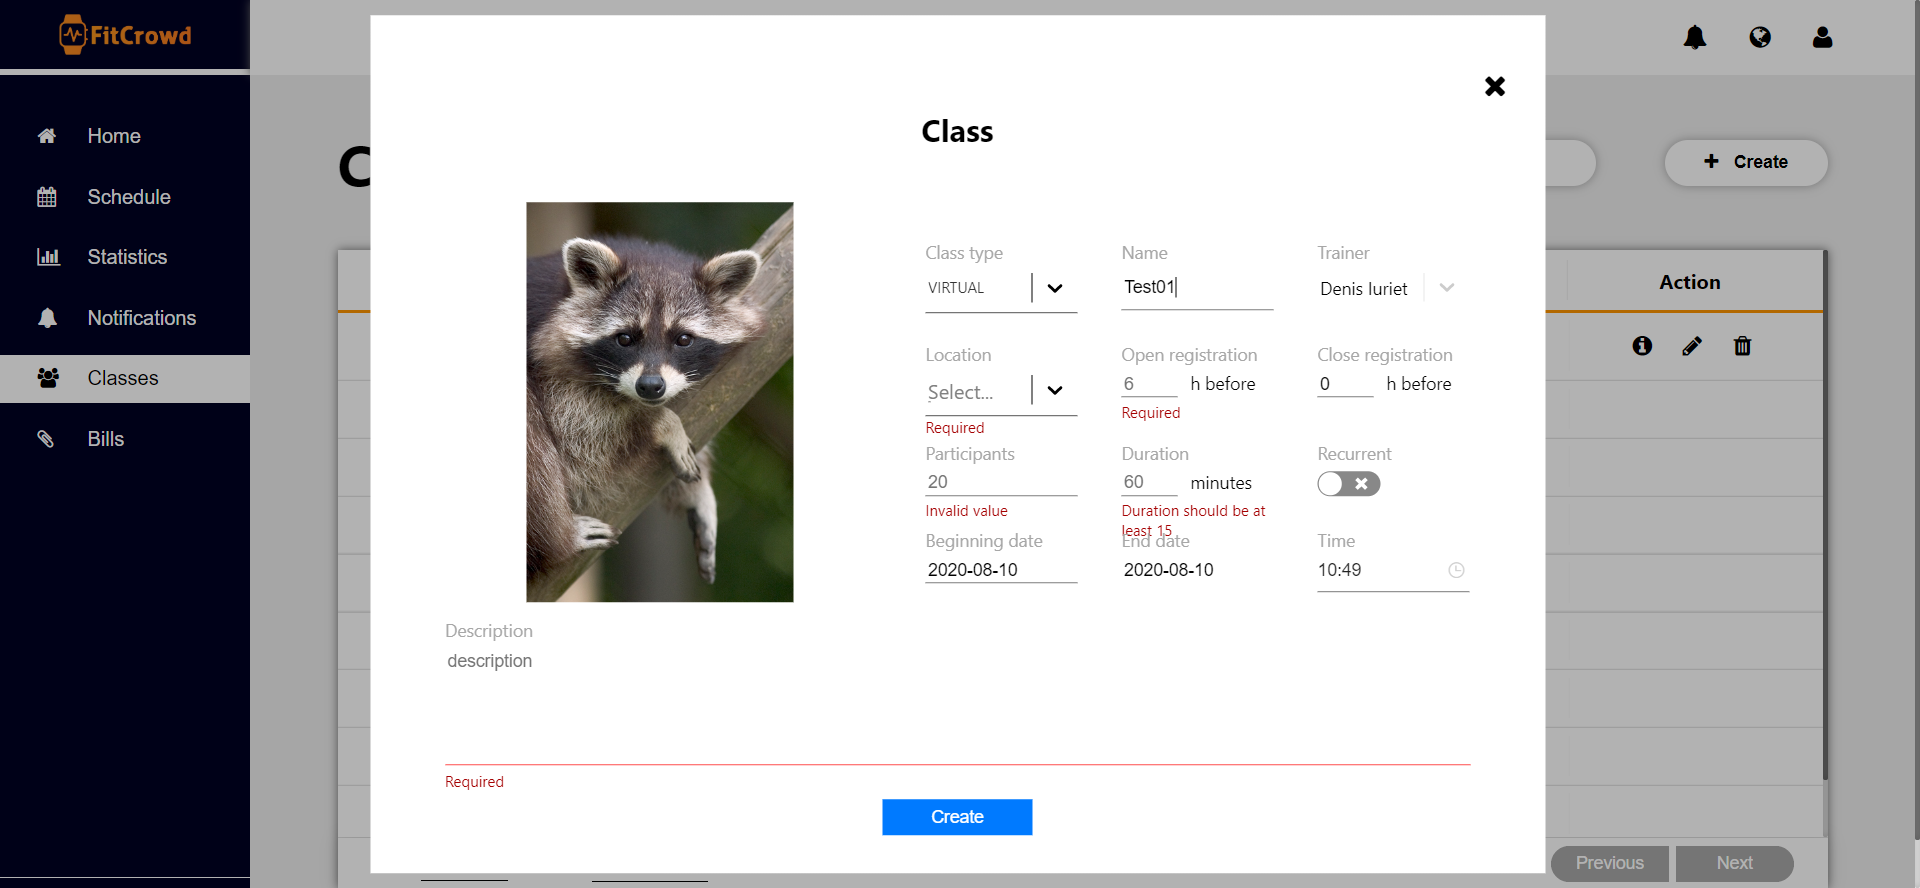 FitCrowd
Home
Schedule
Statistics
Notifications
Classes
Bills
C
Create
Action
Previous
Next
Class
Class type
VIRTUAL
Name
Test01
Trainer
Denis Iuriet
Location
Select...
Required
Open registration
6 h before
Required
Close registration
0 h before
Participants
20
Invalid value
Duration
60 minutes
Duration should be at
least 15
Recurrent
Beginning date
2020-08-10
End date
2020-08-10
Time
10:49
Description
description
Required
Create